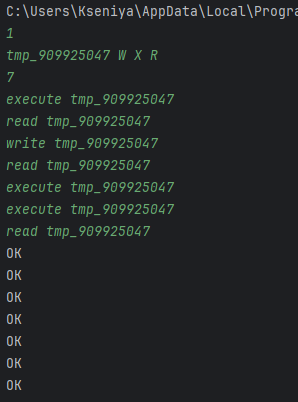 C:\Users\Kseniya\AppData\Local\Progra
1
tmp_909925047 W X R
7
execute tmp_909925047
read tmp_909925047
write tmp_909925047
read tmp_909925047
execute tmp_909925047
execute tmp_909925047
read tmp_909925047
OK
OK
OK
OK
OK
OK
OK